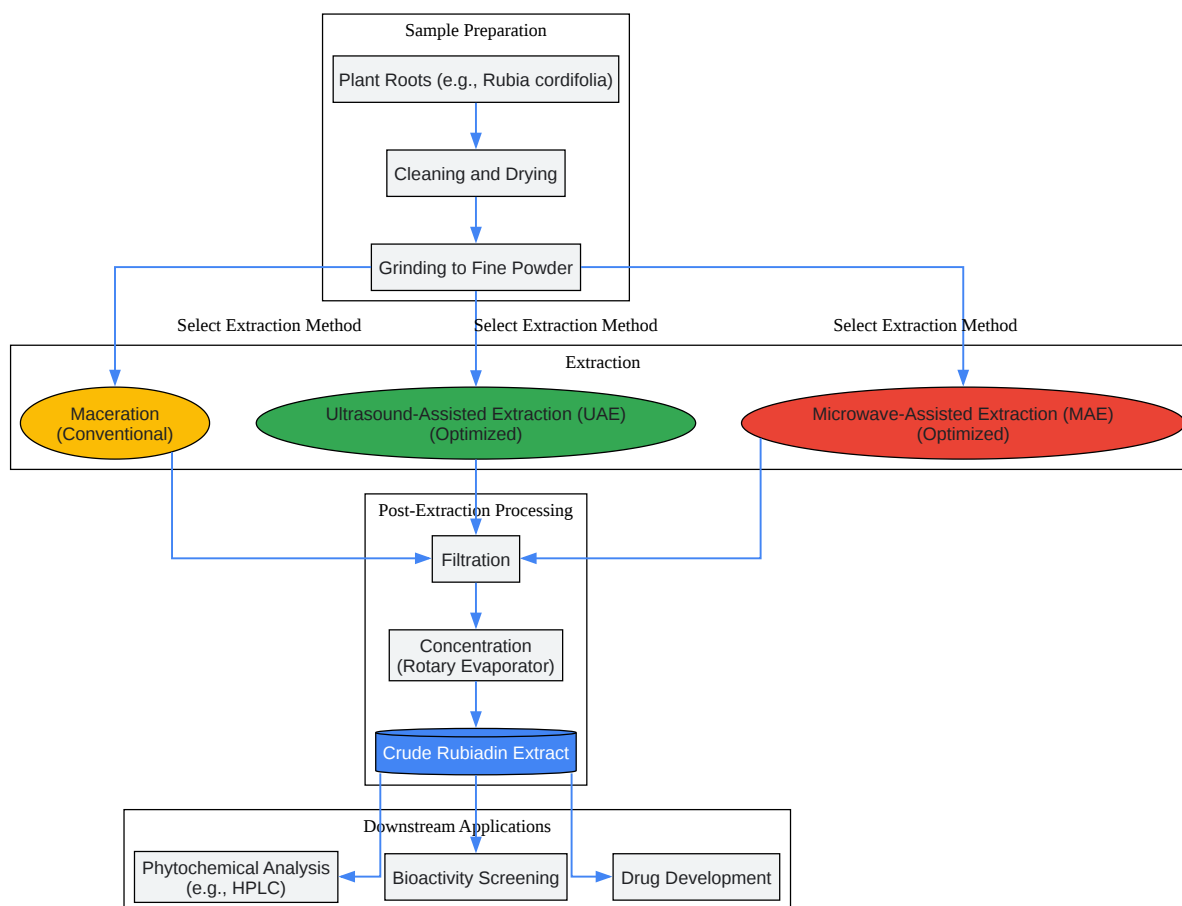 Sample Preparation
Plant Roots (e.g., Rubia cordifolia)
Cleaning and Drying
Grinding to Fine Powder
Select Extraction Method
Select Extraction Method
Select Extraction Method
Extraction
Maceration
(Conventional)
Ultrasound-Assisted Extraction (UAE)
(Optimized)
Microwave-Assisted Extraction (MAE)
(Optimized)
Post-Extraction Processing
Filtration
Concentration
(Rotary Evaporator)
Crude Rubiadin Extract
Downstream Applications
Phytochemical Analysis
(e.g., HPLC)
Bioactivity Screening
Drug Development